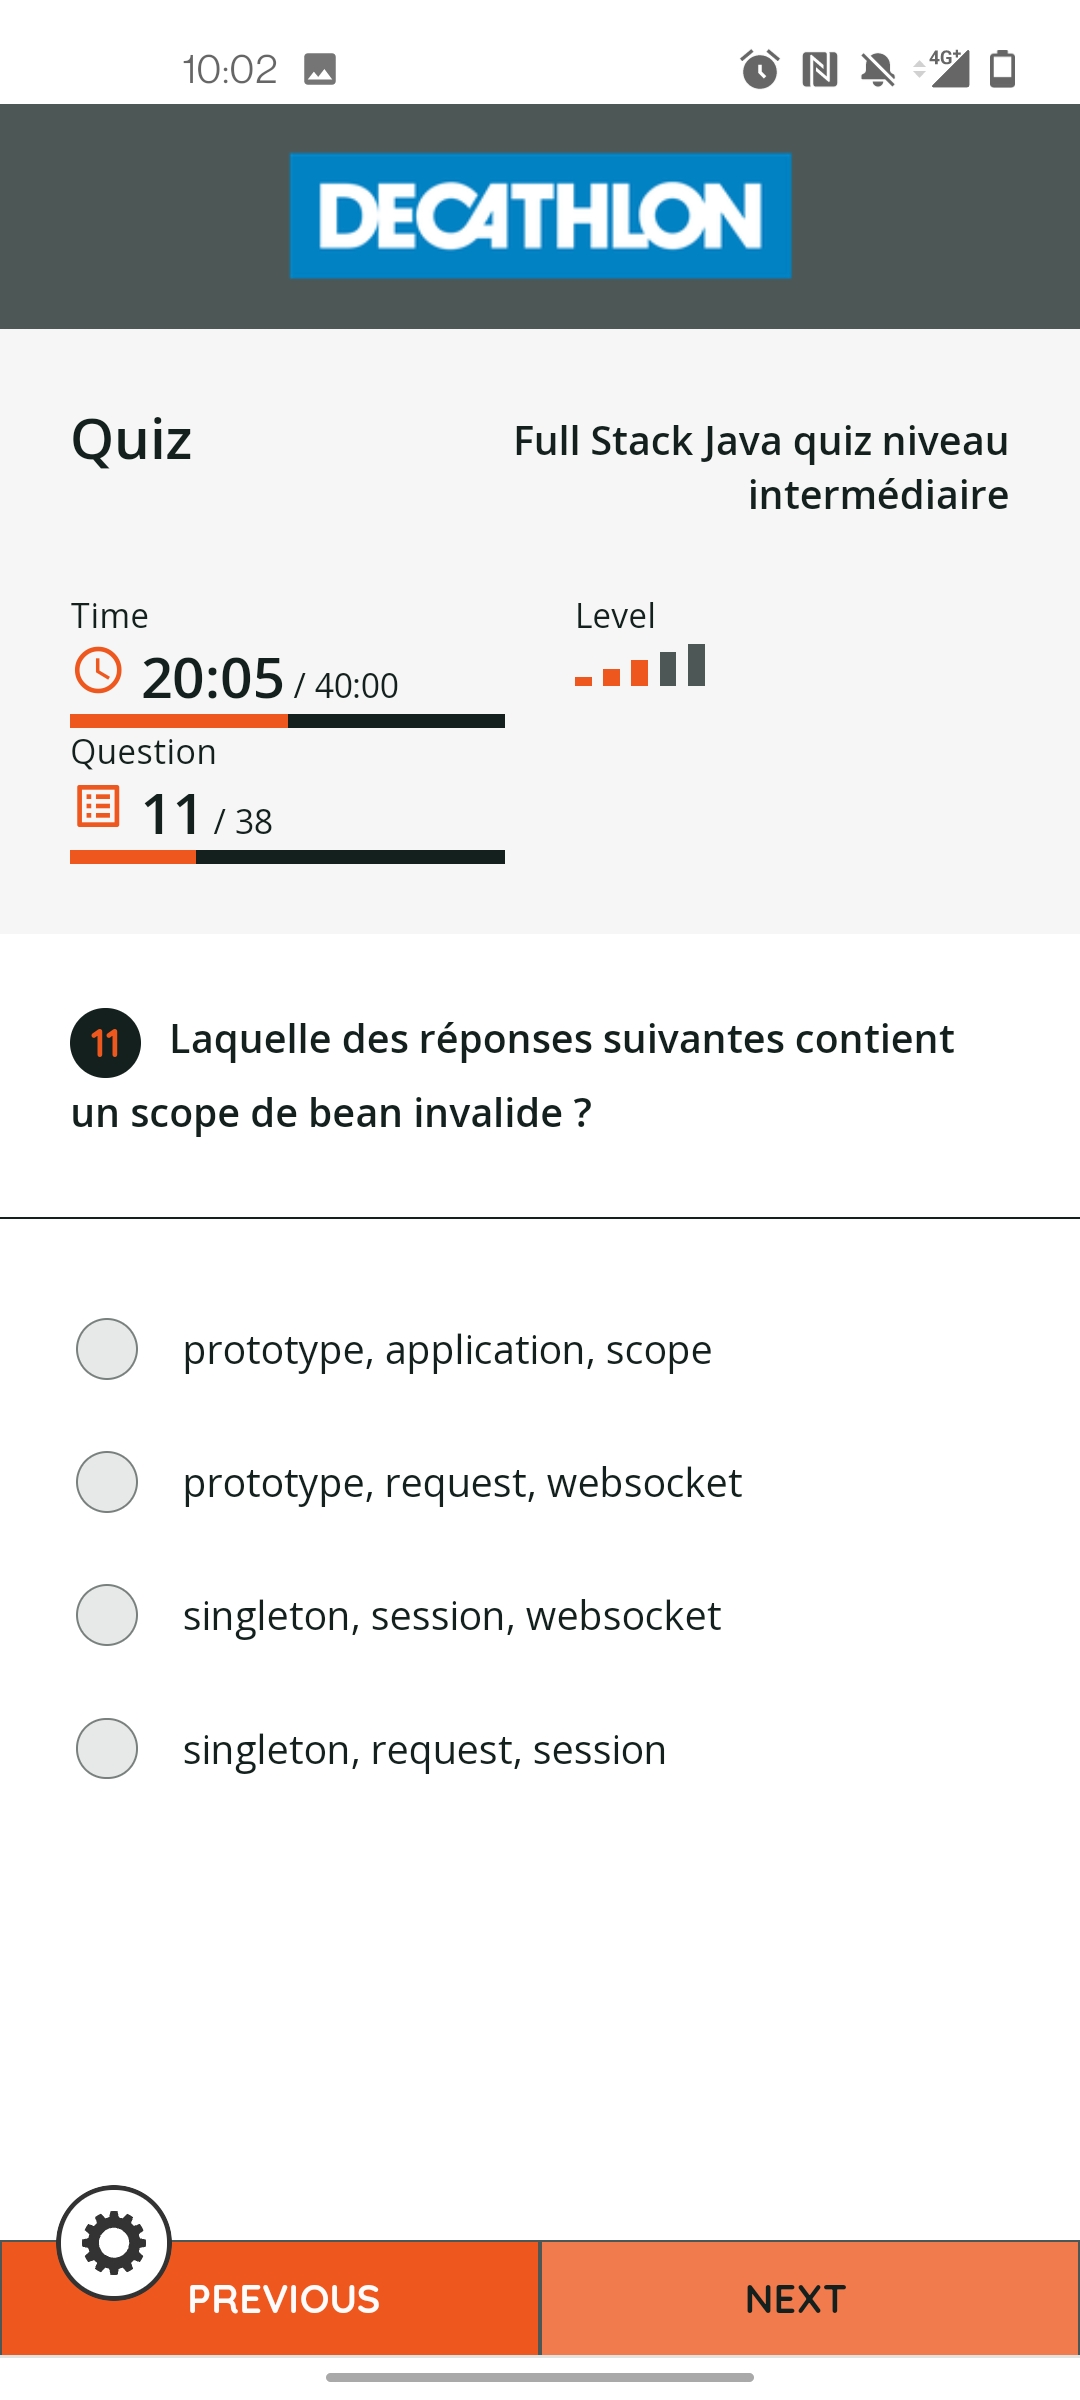 10:02
4G+
DECATHLON
Quiz
Full Stack Java quiz niveau
intermédiaire
Time
20:05 / 40:00
Level
Question
11 / 38
11 Laquelle des réponses suivantes contient
un scope de bean invalide ?
prototype, application, scope
prototype, request, websocket
singleton, session, websocket
singleton, request, session
PREVIOUS
NEXT